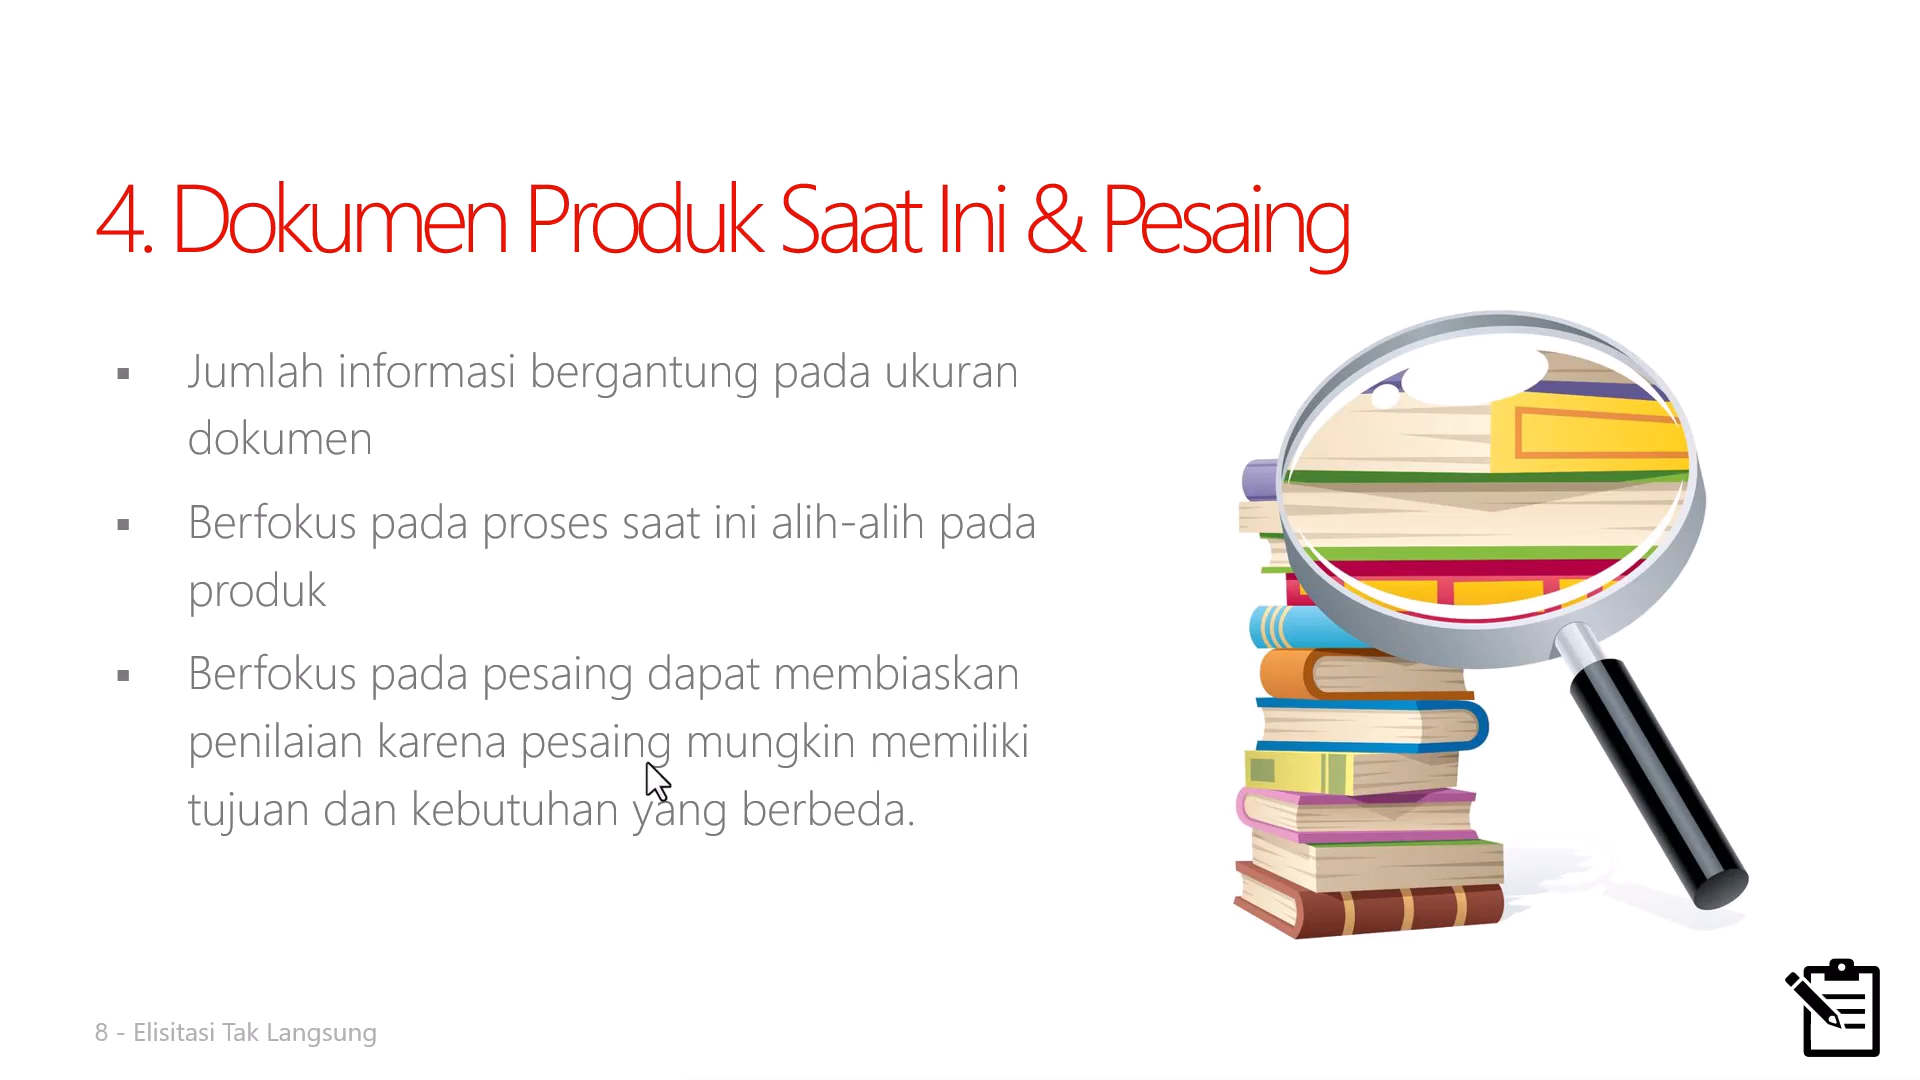 4. Dokumen Produk Saat Ini & Pesaing
▪ Jumlah informasi bergantung pada ukuran
dokumen
▪ Berfokus pada proses saat ini alih-alih pada
produk
▪ Berfokus pada pesaing dapat membiaskan
penilaian karena pesaing mungkin memiliki
tujuan dan kebutuhan yang berbeda.
8 - Elisitasi Tak Langsung